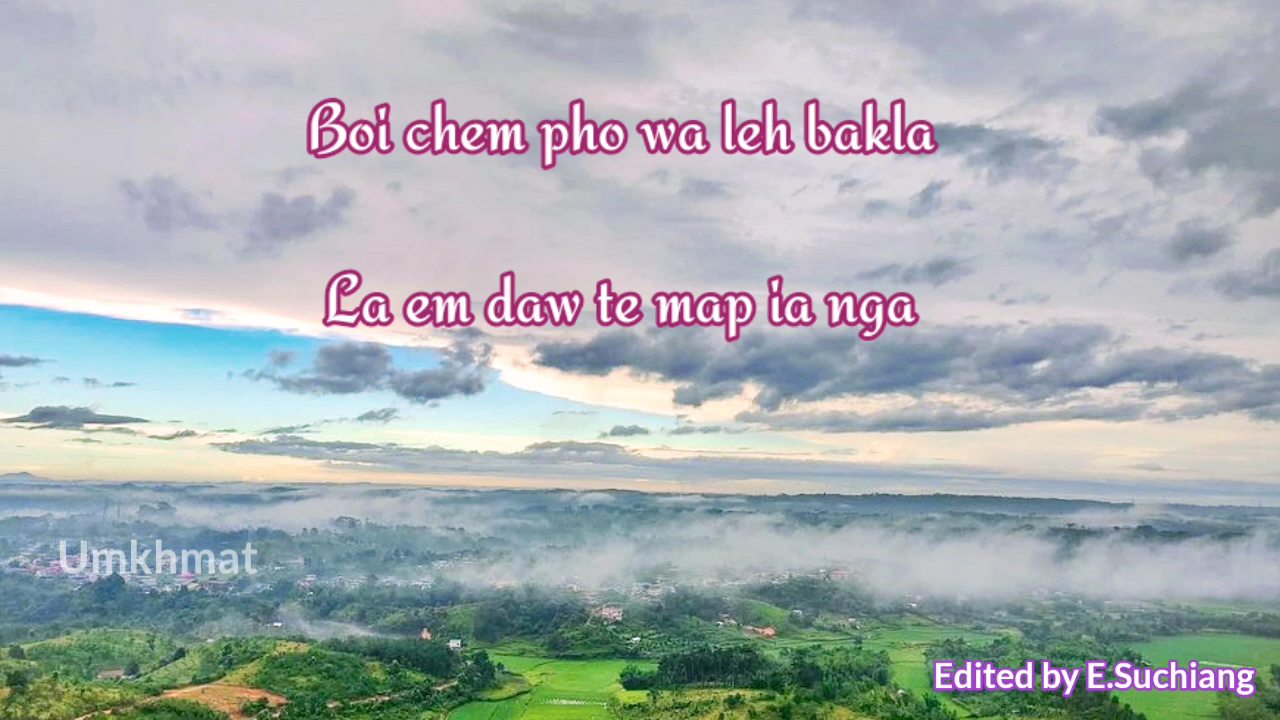 Boi chem pho wa leh bakla
La em daw te map ia nga
Umkhmat
Edited by E.Suchiang